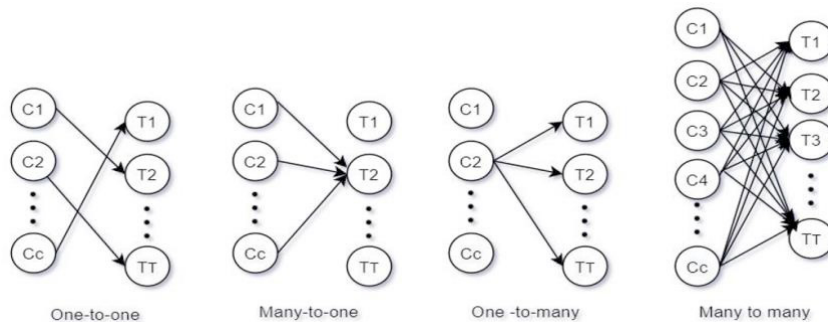 C1
T1
C2
T2
Cc
TT
One-to-one
C1
T1
C2
T2
Cc
TT
Many-to-one
C1
T1
C2
T2
Cc
TT
One -to-many
C1
T1
C2
T2
C3
T3
C4
TT
Cc
Many to many